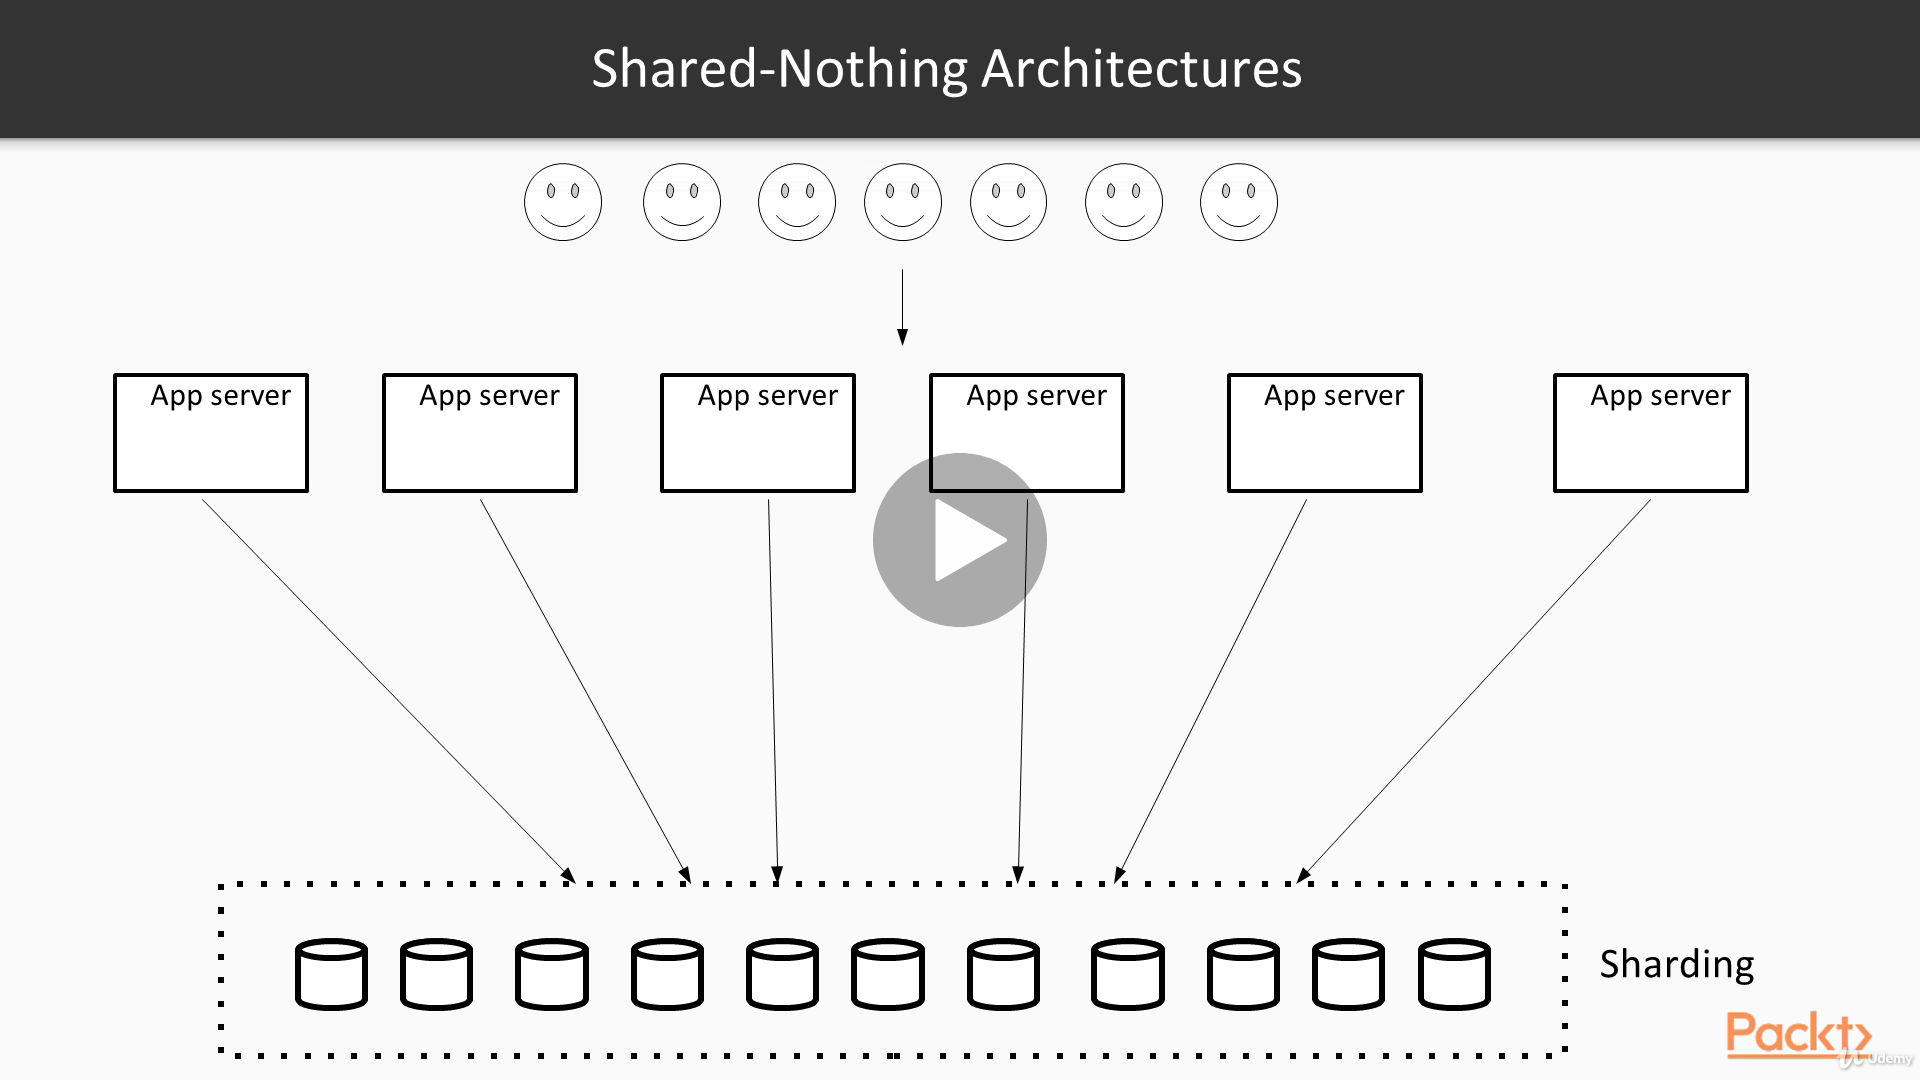 Shared-Nothing Architectures
App server App server App server App server App server App server
Sharding
Packt
Udemy